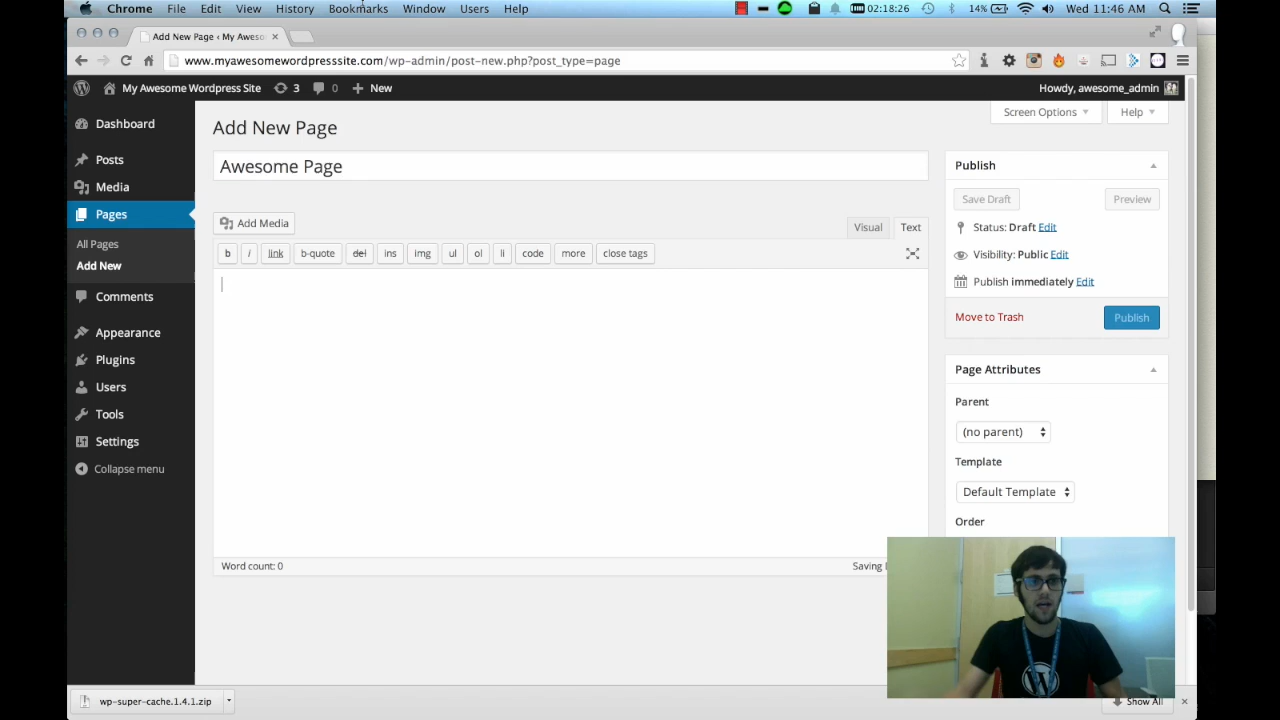 Chrome File Edit View History Bookmarks Window Users Help 02:18:26 14% Wed 11:46 AM
Add New Page ‹ My Aweso
www.myawesomewordpresssite.com/wp-admin/post-new.php?post_type=page
My Awesome Wordpress Site 3 0 + New Howdy, awesome_admin
Screen Options Help
Dashboard
Posts
Media
Pages
All Pages
Add New
Comments
Appearance
Plugins
Users
Tools
Settings
Collapse menu
Add New Page
Awesome Page
Add Media
Visual Text
b i link b-quote del ins img ul ol li code more close tags
Word count: 0 Saving
Publish
Save Draft Preview
Status: Draft Edit
Visibility: Public Edit
Publish immediately Edit
Move to Trash Publish
Page Attributes
Parent
(no parent)
Template
Default Template
Order
wp-super-cache.1.4.1.zip
Show All